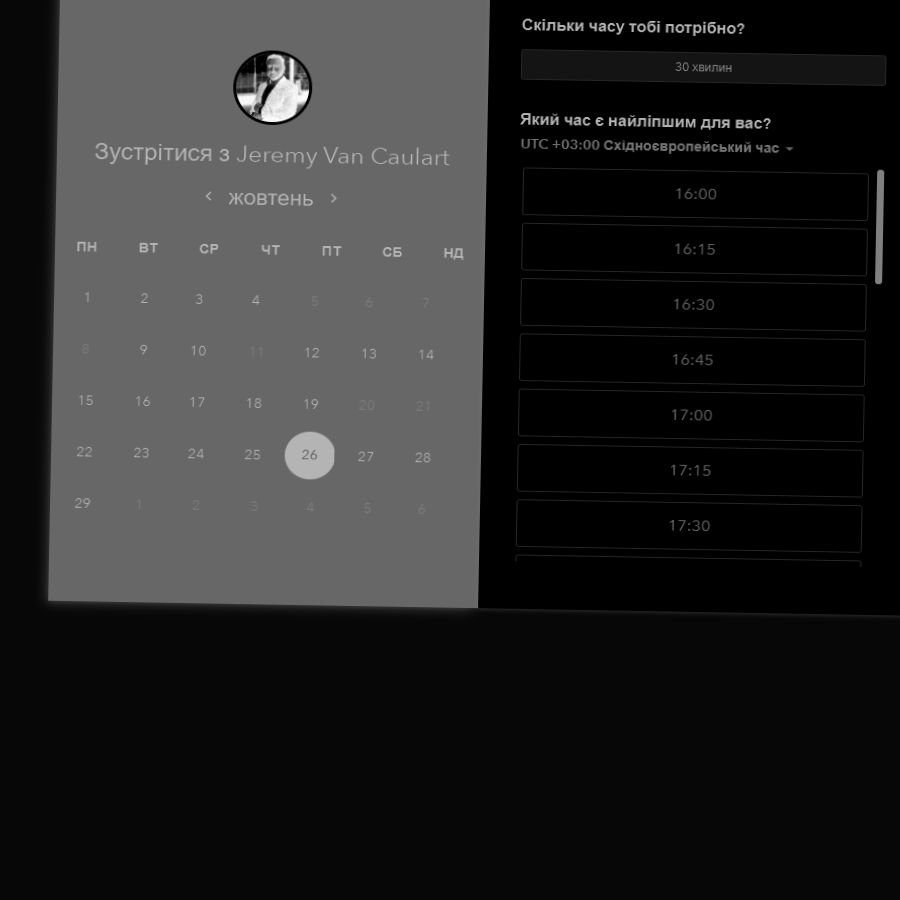 Зустрітися з Jeremy Van Caulart
жовтень
ПН ВТ СР ЧТ ПТ СБ НД
1 2 3 4 5 6 7
8 9 10 11 12 13 14
15 16 17 18 19 20 21
22 23 24 25 26 27 28
29 1 2 3 4 5 6
Скільки часу тобі потрібно?
30 хвилин
Який час є найліпшим для вас?
UTC +03:00 Східноєвропейський час
16:00
16:15
16:30
16:45
17:00
17:15
17:30